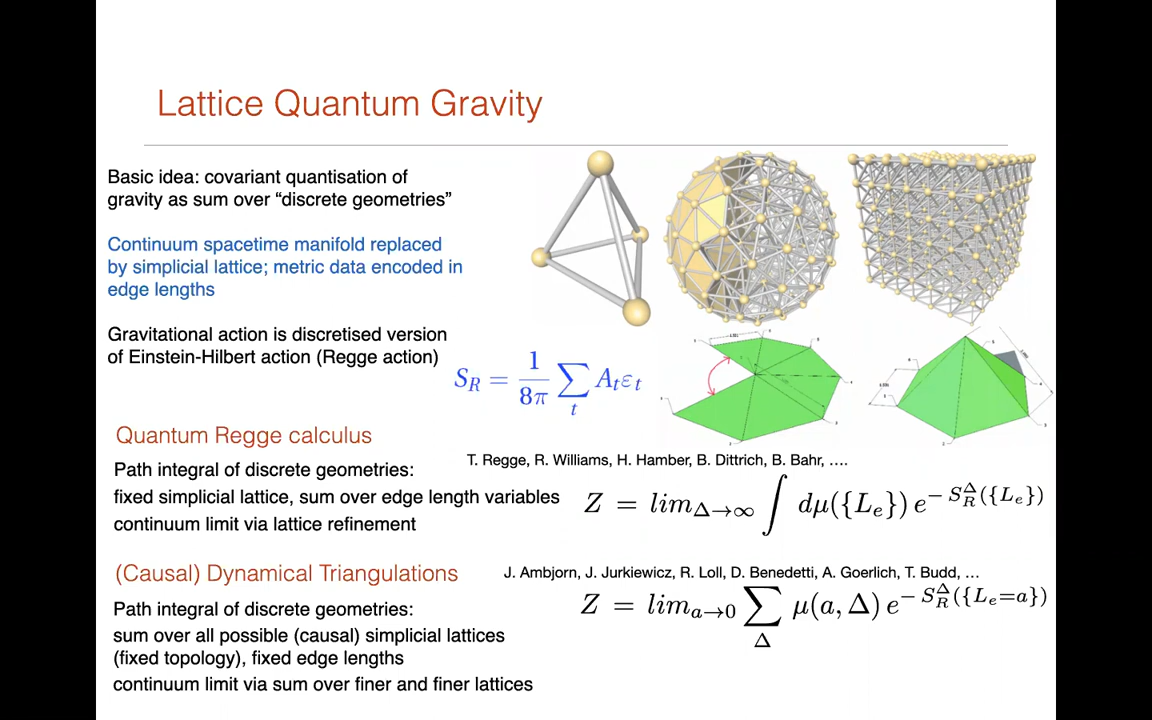 Lattice Quantum Gravity
Basic idea: covariant quantisation of
gravity as sum over “discrete geometries”
Continuum spacetime manifold replaced
by simplicial lattice; metric data encoded in
edge lengths
Gravitational action is discretised version
of Einstein-Hilbert action (Regge action)
S_R = \frac{1}{8\pi} \sum_t A_t ε_t
Quantum Regge calculus
T. Regge, R. Williams, H. Hamber, B. Dittrich, B. Bahr, ….
Path integral of discrete geometries:
fixed simplicial lattice, sum over edge length variables
continuum limit via lattice refinement
Z = lim_{Δ→∞} ∫ dμ({L_e}) e^{- S_R^Δ({L_e})}
(Causal) Dynamical Triangulations
J. Ambjorn, J. Jurkiewicz, R. Loll, D. Benedetti, A. Goerlich, T. Budd, …
Path integral of discrete geometries:
sum over all possible (causal) simplicial lattices
(fixed topology), fixed edge lengths
continuum limit via sum over finer and finer lattices
Z = lim_{a→0} \sum_Δ μ(a, Δ) e^{- S_R^Δ({L_e=a})}